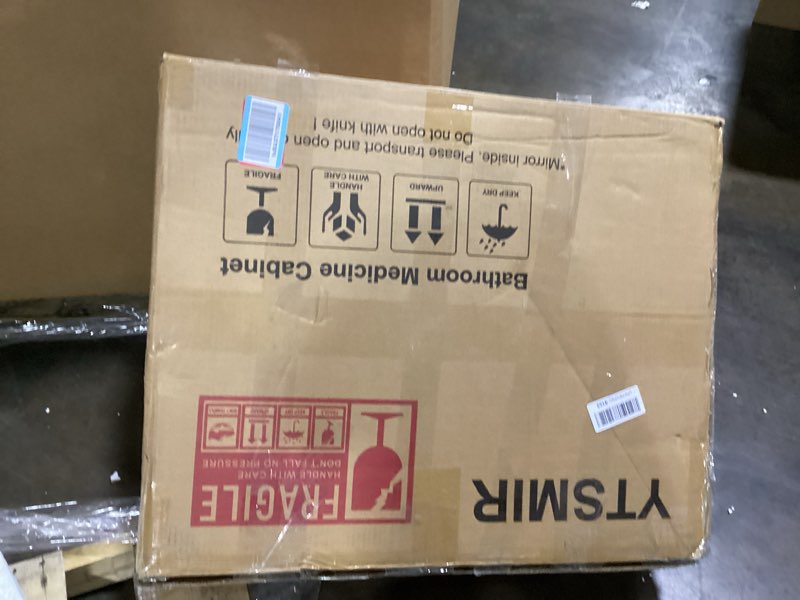 YTSMIR
FRAGILE
HANDLE WITH CARE
DON'T FALL NO PRESSURE
Bathroom Medicine Cabinet
KEEP DRY
UPWARD
HANDLE
WITH CARE
FRAGILE
*Mirror inside. Please transport and open
Do not open with knife !